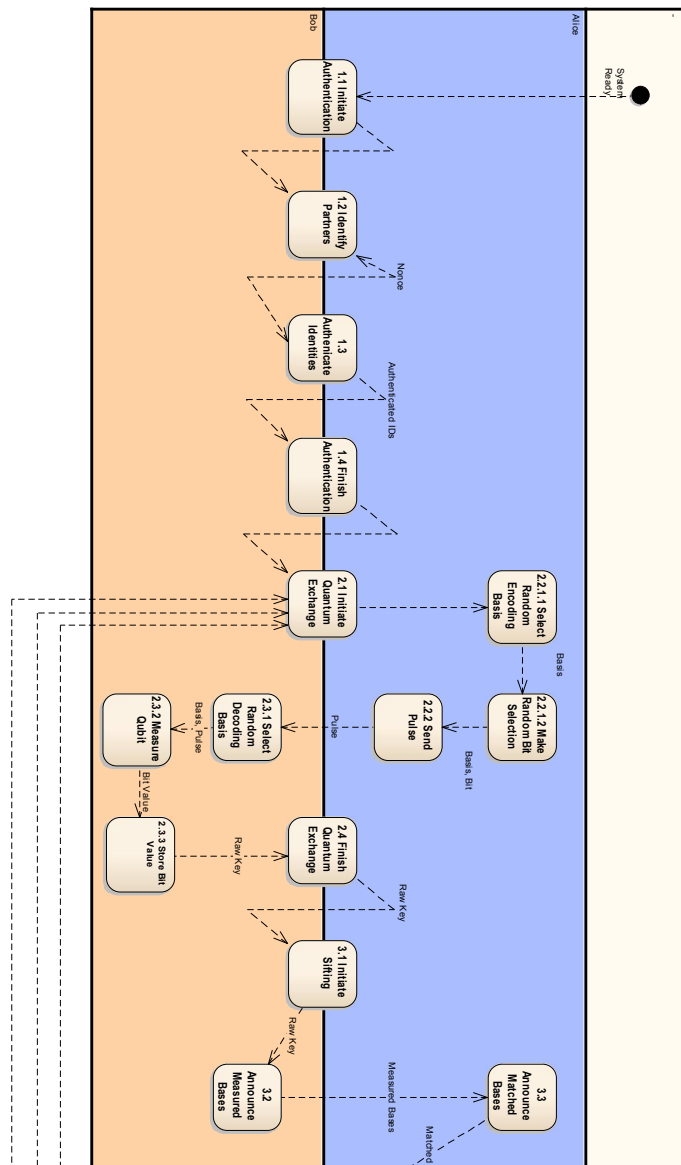 Bob
Alice
System
Ready
1.1 Initiate
Authentication
1.2 Identify
Partners
Nonce
1.3
Authenicate
Identities
Authenticated IDs
1.4 Finish
Authentication
2.1 Initiate
Quantum
Exchange
2.2.1.1 Select
Random
Encoding
Basis
Basis
2.2.1.2 Make
Random Bit
Selection
Basis, Bit
2.2.2 Send
Pulse
Pulse
2.3.1 Select
Random
Decoding
Basis
Basis, Pulse
2.3.2 Measure
Qubit
Bit Value
2.3.3 Store Bit
Value
Raw Key
2.4 Finish
Quantum
Exchange
Raw Key
3.1 Initiate
Sifting
Raw Key
3.2
Announce
Measured
Bases
Measured Bases
3.3
Announce
Matched
Bases
Matched